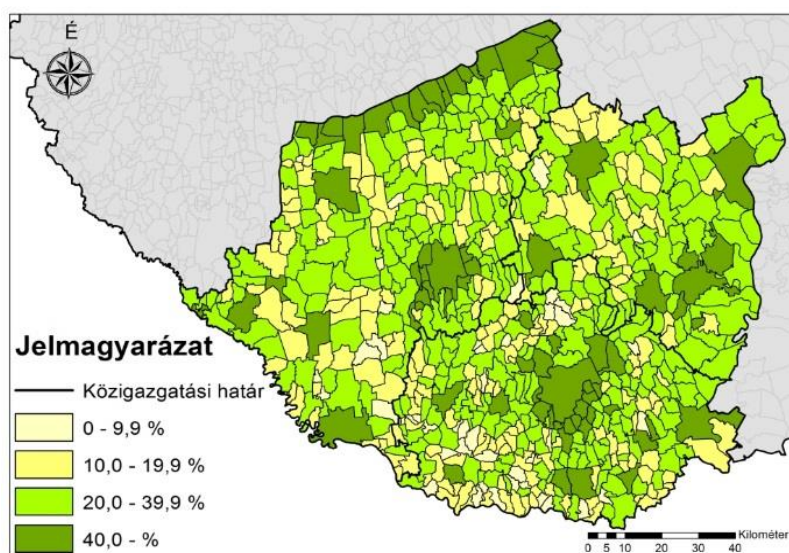 É
Jelmagyarázat
Közigazgatási határ
0 - 9,9 %
10,0 - 19,9 %
20,0 - 39,9 %
40,0 - %
Kilométer
0 5 10 20 30 40